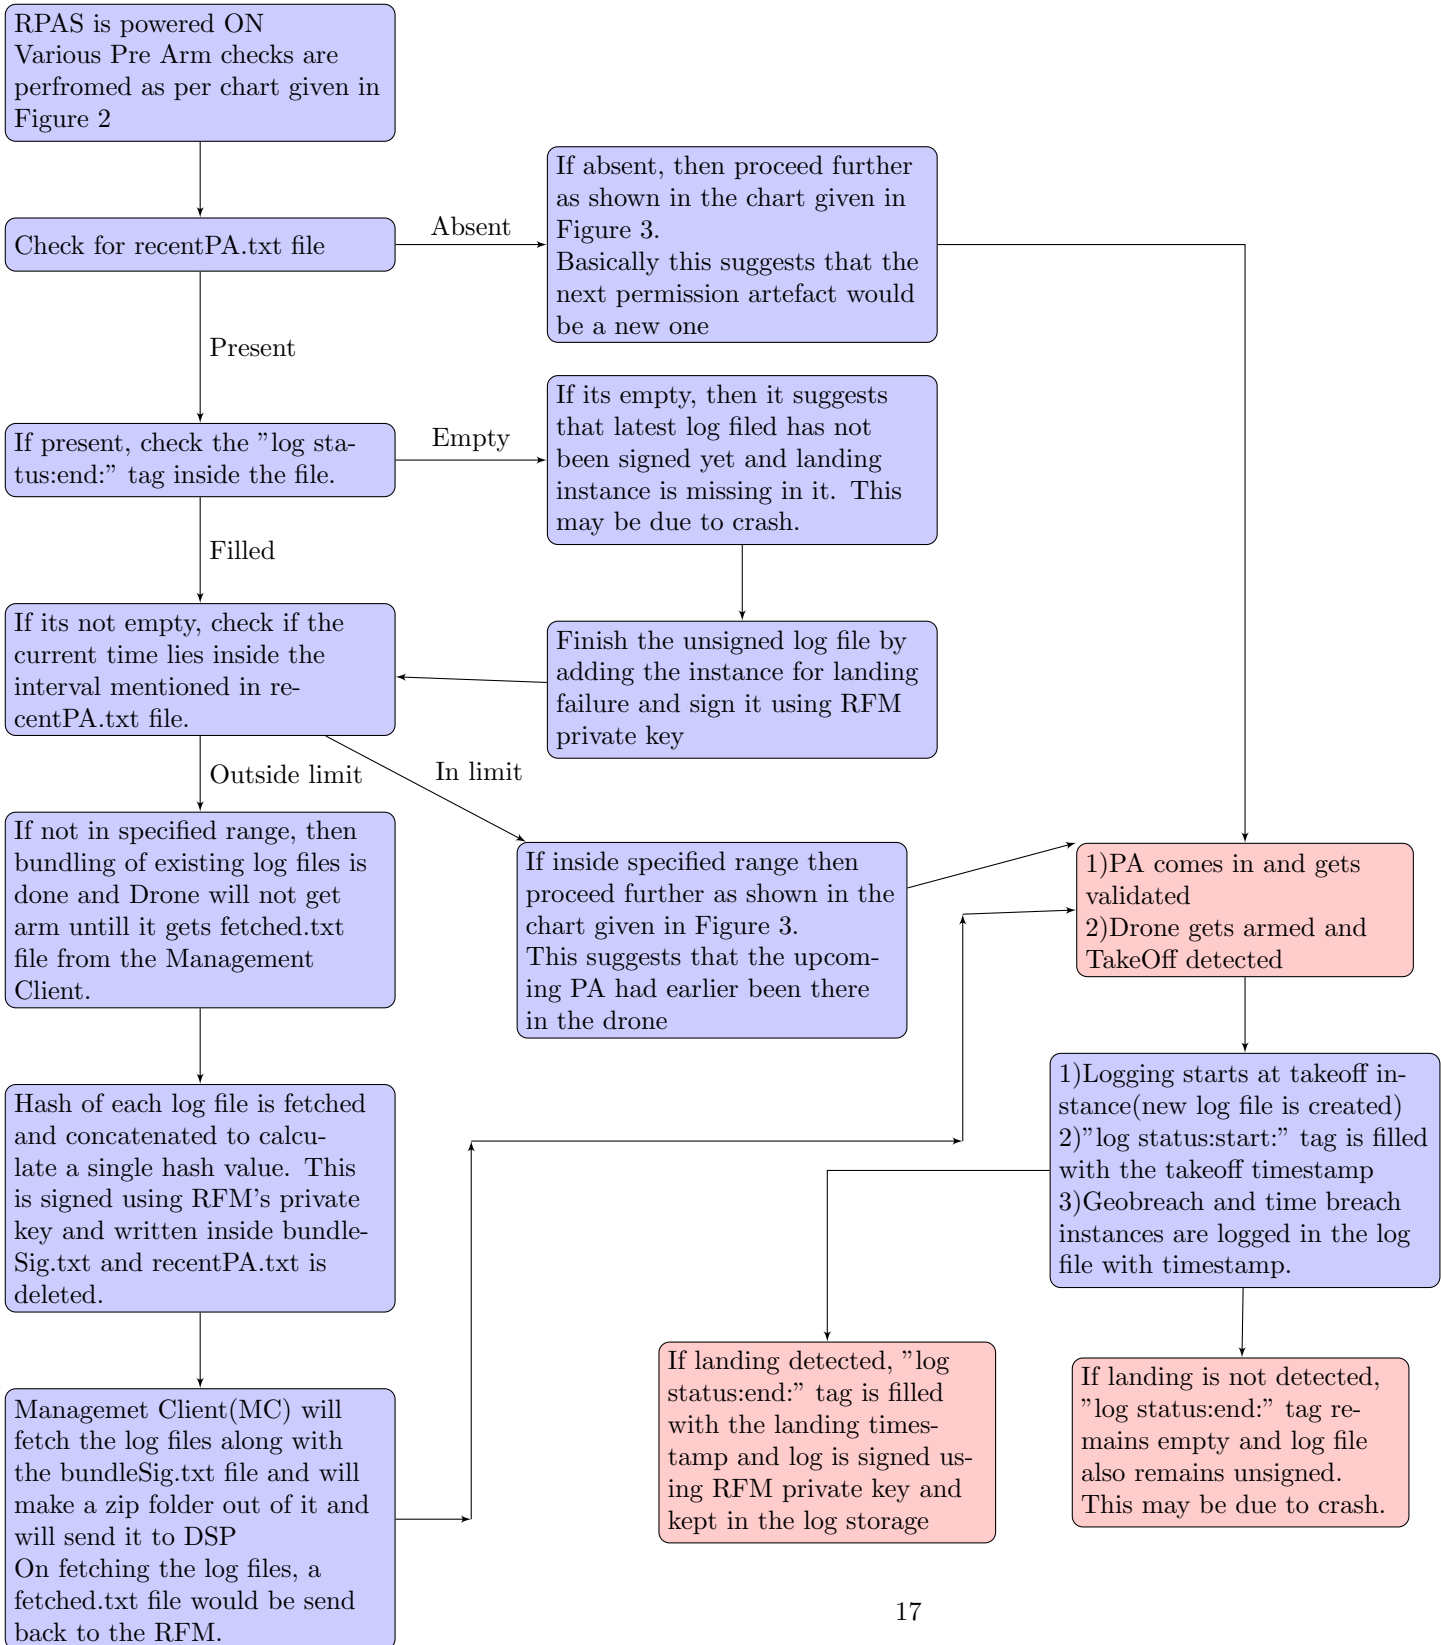 RPAS is powered ON
Various Pre Arm checks are
perfromed as per chart given in
Figure 2
If absent, then proceed further
as shown in the chart given in
Figure 3.
Basically this suggests that the
next permission artefact would
be a new one
Absent
Check for recentPA.txt file
Present
If its empty, then it suggests
that latest log filed has not
been signed yet and landing
instance is missing in it. This
may be due to crash.
Empty
If present, check the ”log sta-
tus:end:” tag inside the file.
Filled
If its not empty, check if the
current time lies inside the
interval mentioned in re-
centPA.txt file.
Finish the unsigned log file by
adding the instance for landing
failure and sign it using RFM
private key
Outside limit
In limit
If not in specified range, then
bundling of existing log files is
done and Drone will not get
arm untill it gets fetched.txt
file from the Management
Client.
If inside specified range then
proceed further as shown in the
chart given in Figure 3.
This suggests that the upcom-
ing PA had earlier been there
in the drone
1)PA comes in and gets
validated
2)Drone gets armed and
TakeOff detected
Hash of each log file is fetched
and concatenated to calcu-
late a single hash value. This
is signed using RFM’s private
key and written inside bundle-
Sig.txt and recentPA.txt is
deleted.
1)Logging starts at takeoff in-
stance(new log file is created)
2)”log status:start:” tag is filled
with the takeoff timestamp
3)Geobreach and time breach
instances are logged in the log
file with timestamp.
If landing detected, ”log
status:end:” tag is filled
with the landing times-
tamp and log is signed us-
ing RFM private key and
kept in the log storage
If landing is not detected,
”log status:end:” tag re-
mains empty and log file
also remains unsigned.
This may be due to crash.
Managemet Client(MC) will
fetch the log files along with
the bundleSig.txt file and will
make a zip folder out of it and
will send it to DSP
On fetching the log files, a
fetched.txt file would be send
back to the RFM.
17